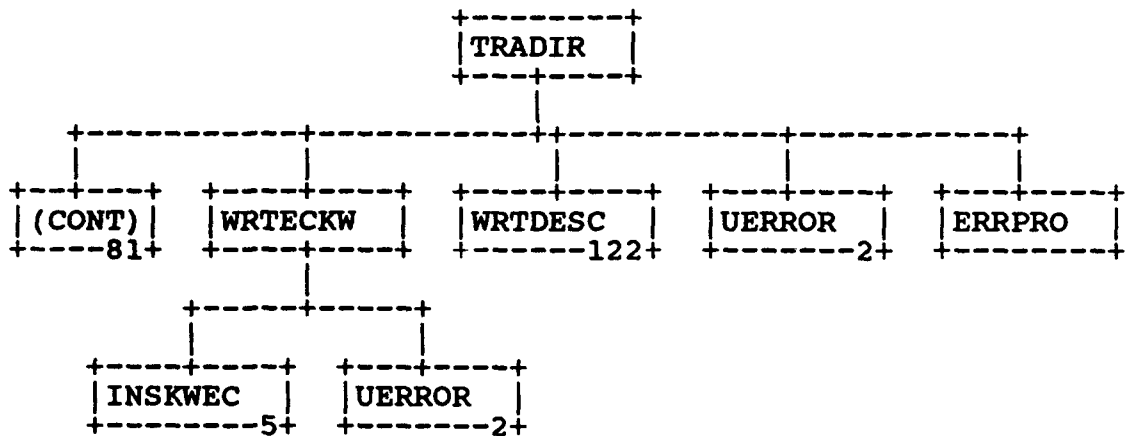 TRADIR
(CONT) WRTECKW WRTDESC UERROR ERRPRO
81 122 2
INSKWEC UERROR
5 2